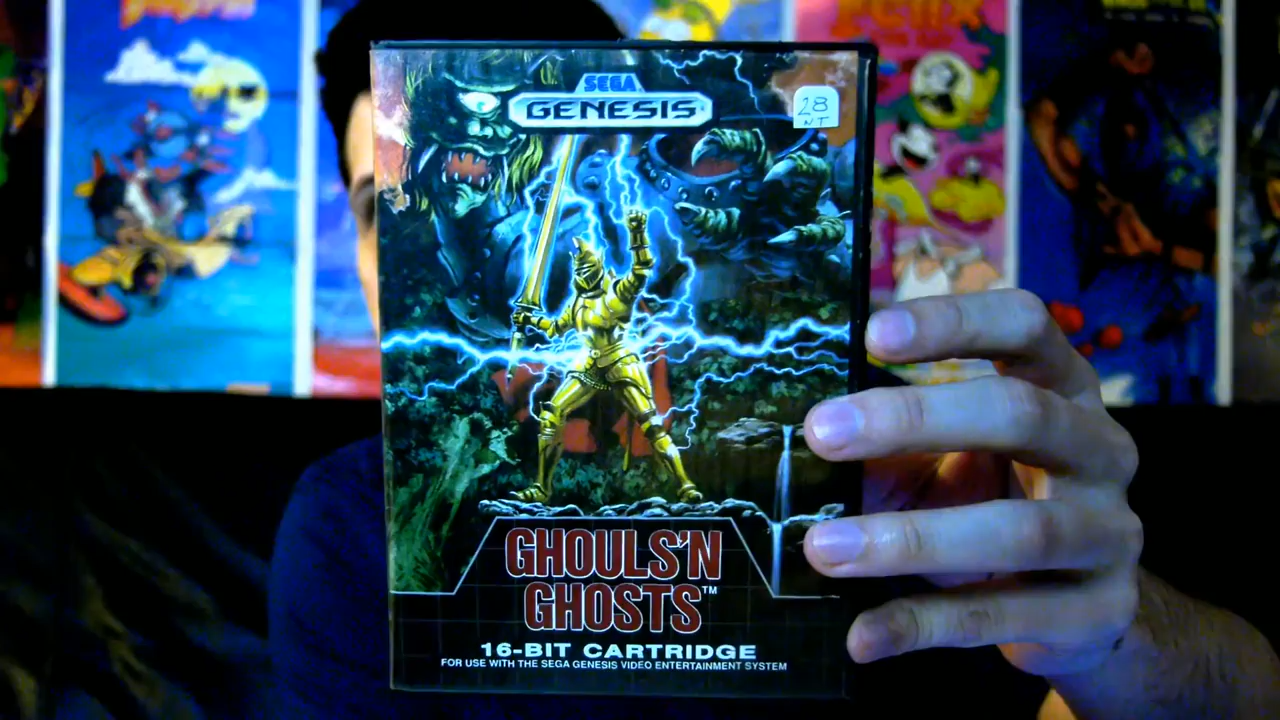 SEGA
GENESIS
28
NT
GHOULS'N
GHOSTS™
16-BIT CARTRIDGE
FOR USE WITH THE SEGA GENESIS VIDEO ENTERTAINMENT SYSTEM